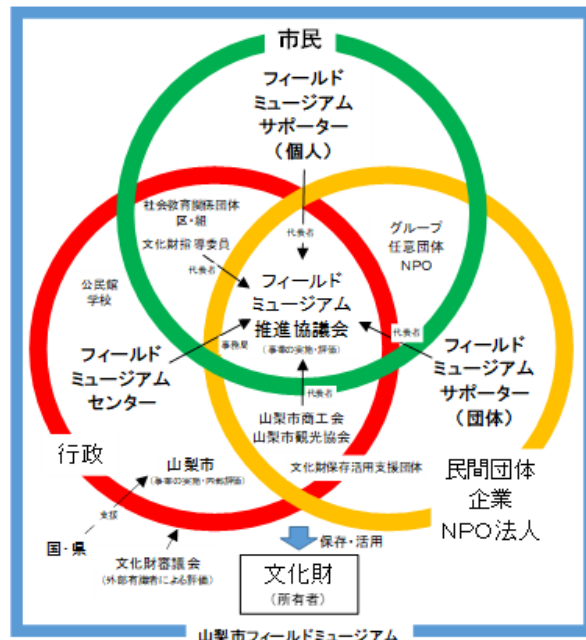 市民
フィールド
ミュージアム
サポーター
（個人）
社会教育関係団体
区・組
文化財指導委員
代表者
代表者
グループ
任意団体
NPO
公民館
学校
フィールド
ミュージアム
推進協議会
（事業の実施・評価）
事務局
代表者
フィールド
ミュージアム
センター
フィールド
ミュージアム
サポーター
（団体）
代表者
山梨市商工会
山梨市観光協会
行政
山梨市
（事業の実施・内部評価）
文化財保存活用支援団体
民間団体
企業
NPO法人
支援
国・県
文化財審議会
（外部有識者による評価）
保存・活用
文化財
（所有者）
山梨市フィールドミュージアム